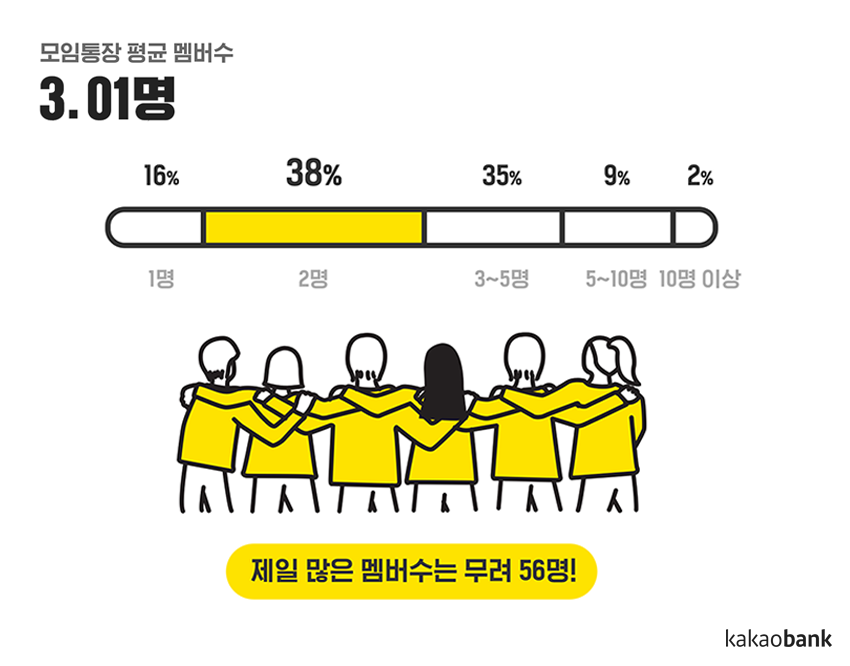 모임통장 평균 멤버수
3.01명
16% 38% 35% 9% 2%
1명 2명 3~5명 5~10명 10명 이상
제일 많은 멤버수는 무려 56명!
kakaobank